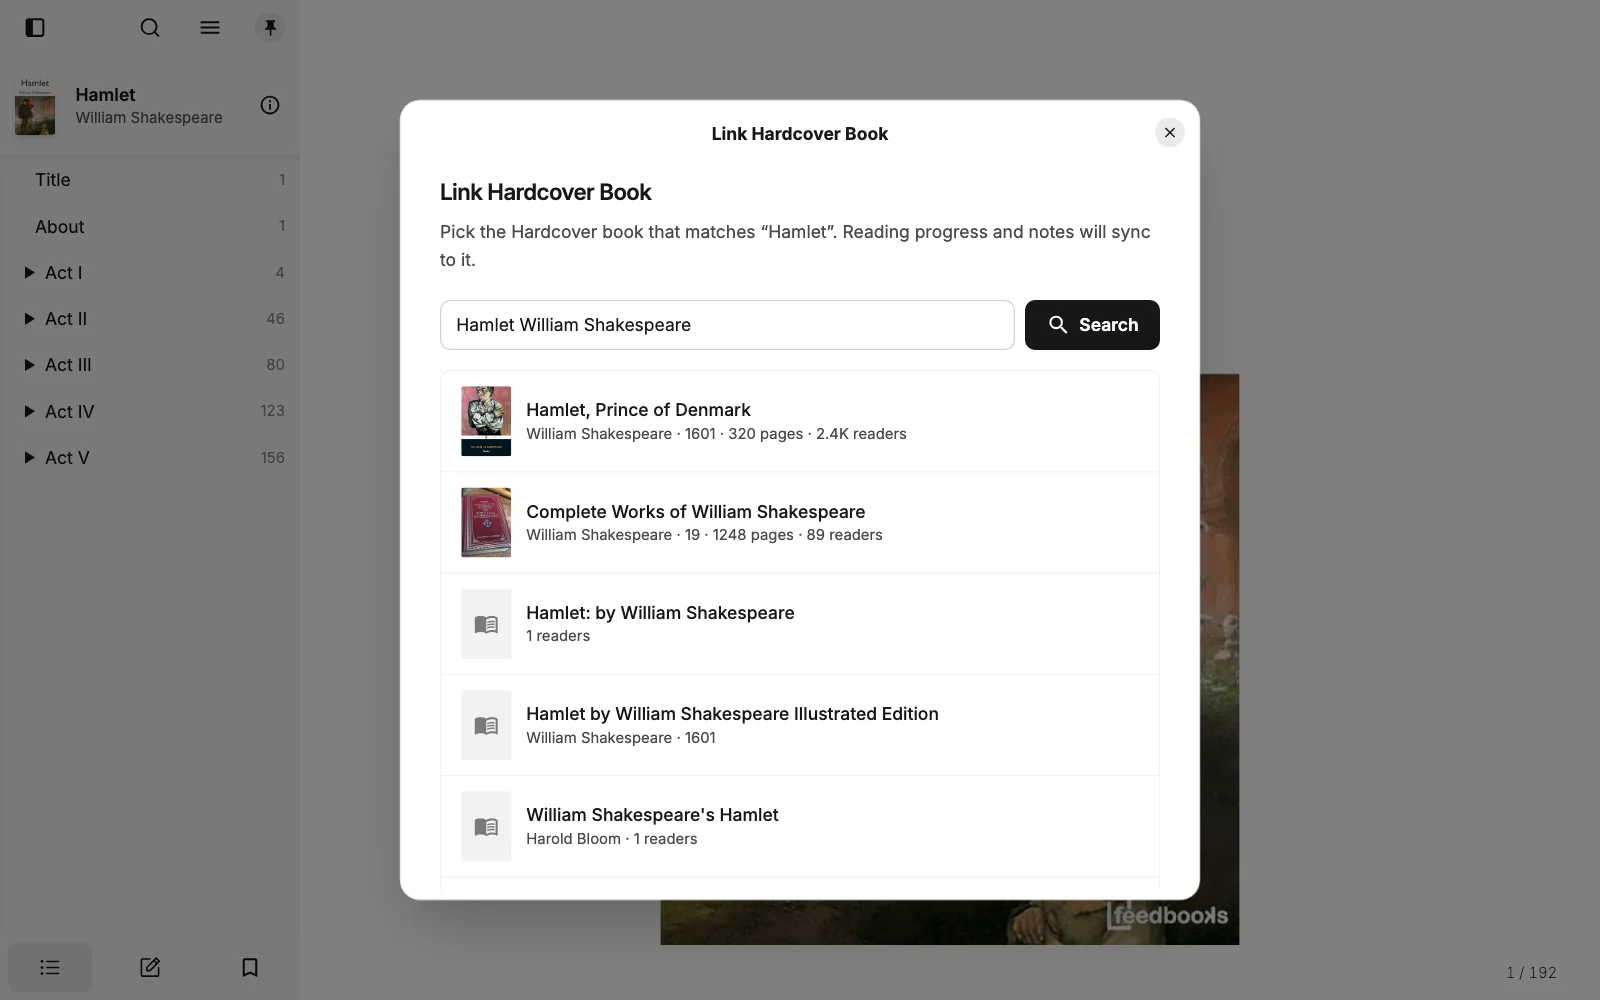 Hamlet
Hamlet
William Shakespeare
Title 1
About 1
Act I 4
Act II 46
Act III 80
Act IV 123
Act V 156
Link Hardcover Book
Link Hardcover Book
Pick the Hardcover book that matches “Hamlet”. Reading progress and notes will sync
to it.
Hamlet William Shakespeare
Search
Hamlet, Prince of Denmark
William Shakespeare · 1601 · 320 pages · 2.4K readers
Complete Works of William Shakespeare
William Shakespeare · 19 · 1248 pages · 89 readers
Hamlet: by William Shakespeare
1 readers
Hamlet by William Shakespeare Illustrated Edition
William Shakespeare · 1601
William Shakespeare's Hamlet
Harold Bloom · 1 readers
feedbooks
1 / 192